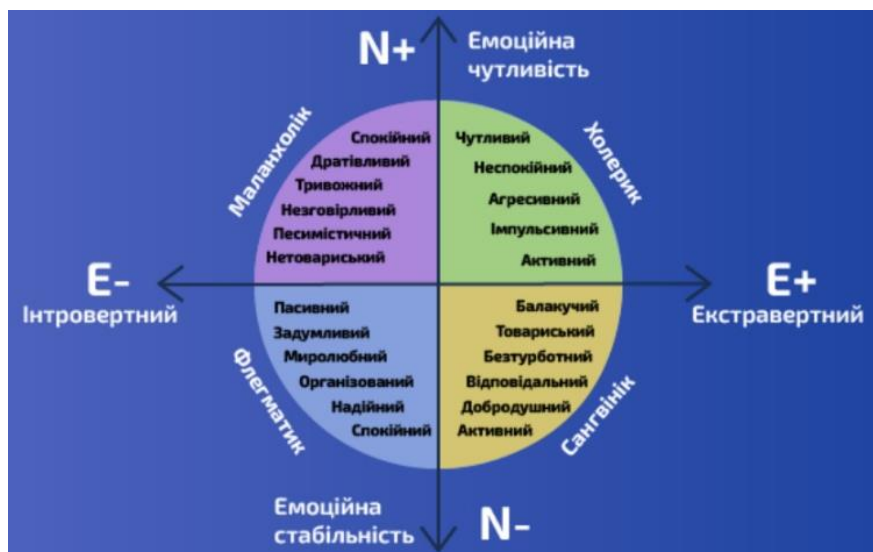 N+
Емоційна
чутливість
Маланхолік
Спокійний
Дратівливий
Тривожний
Незговірливий
Песимістичний
Нетовариський
Холерик
Чутливий
Неспокійний
Агресивний
Імпульсивний
Активний
E-
Інтровертний
E+
Екстравертний
Флегматик
Пасивний
Задумливий
Миролюбний
Організований
Надійний
Спокійний
Сангвінік
Балакучий
Товариський
Безтурботний
Відповідальний
Добродушний
Активний
Емоційна
стабільність
N-